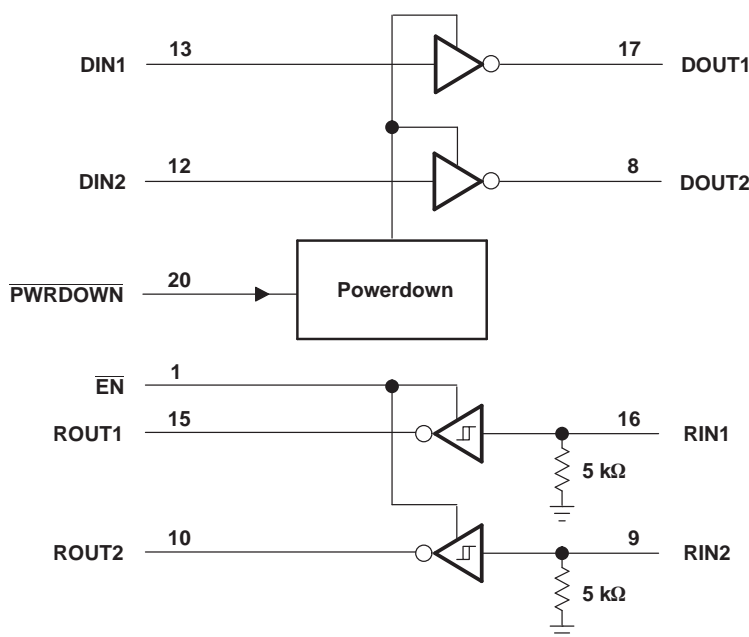 DIN1 13 17 DOUT1
DIN2 12 8 DOUT2
PWRDOWN 20 Powerdown
EN 1
ROUT1 15 16 RIN1
5 kΩ
ROUT2 10 9 RIN2
5 kΩ